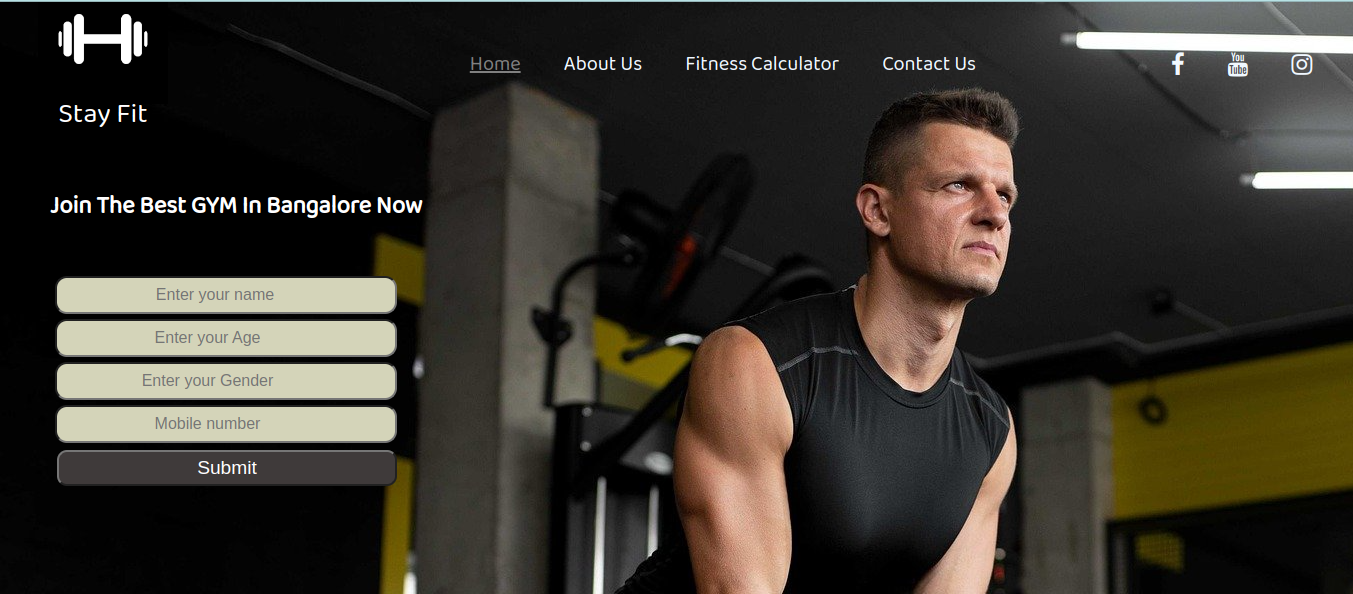 Stay Fit
Home About Us Fitness Calculator Contact Us
You
Tube
Join The Best GYM In Bangalore Now
Enter your name
Enter your Age
Enter your Gender
Mobile number
Submit